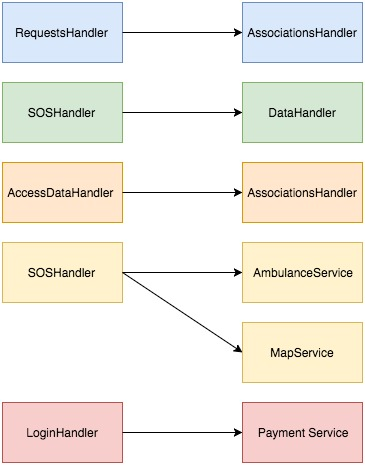 RequestsHandler
AssociationsHandler
SOSHandler
DataHandler
AccessDataHandler
AssociationsHandler
SOSHandler
AmbulanceService
MapService
LoginHandler
Payment Service